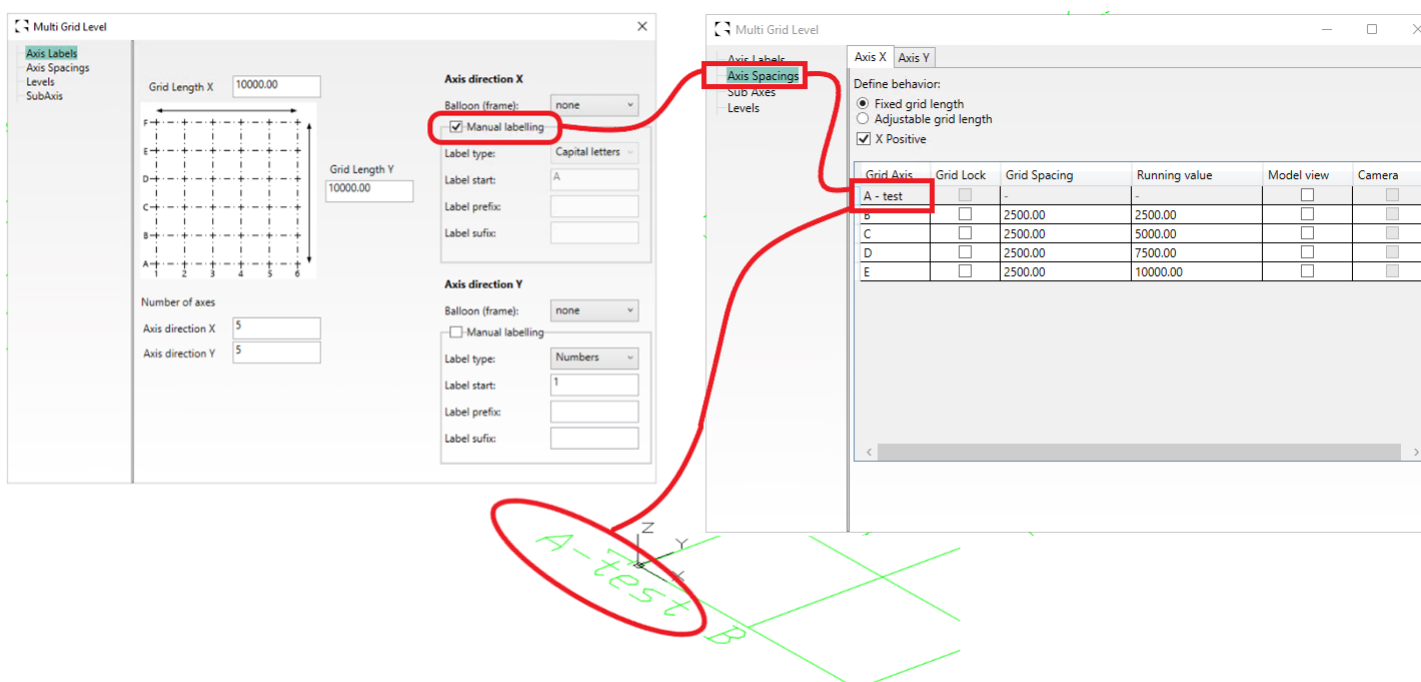 Multi Grid Level
Axis Labels
Axis Spacings
Levels
SubAxis
Grid Length X 10000.00
F
E
D
C
B
A
1 2 3 4 5 6
Grid Length Y
10000.00
Number of axes
Axis direction X 5
Axis direction Y 5
Axis direction X
Balloon (frame): none
Manual labelling
Label type: Capital letters
Label start: A
Label prefix:
Label sufix:
Axis direction Y
Balloon (frame): none
Manual labelling
Label type: Numbers
Label start: 1
Label prefix:
Label sufix:
Multi Grid Level
Axis Labels
Axis Spacings
Sub Axes
Levels
Axis X Axis Y
Define behavior:
Fixed grid length
Adjustable grid length
X Positive
Grid Axis Grid Lock Grid Spacing Running value Model view Camera
A - test - -
B 2500.00 2500.00
C 2500.00 5000.00
D 2500.00 7500.00
E 2500.00 10000.00
Z
Y
X
A-test
B